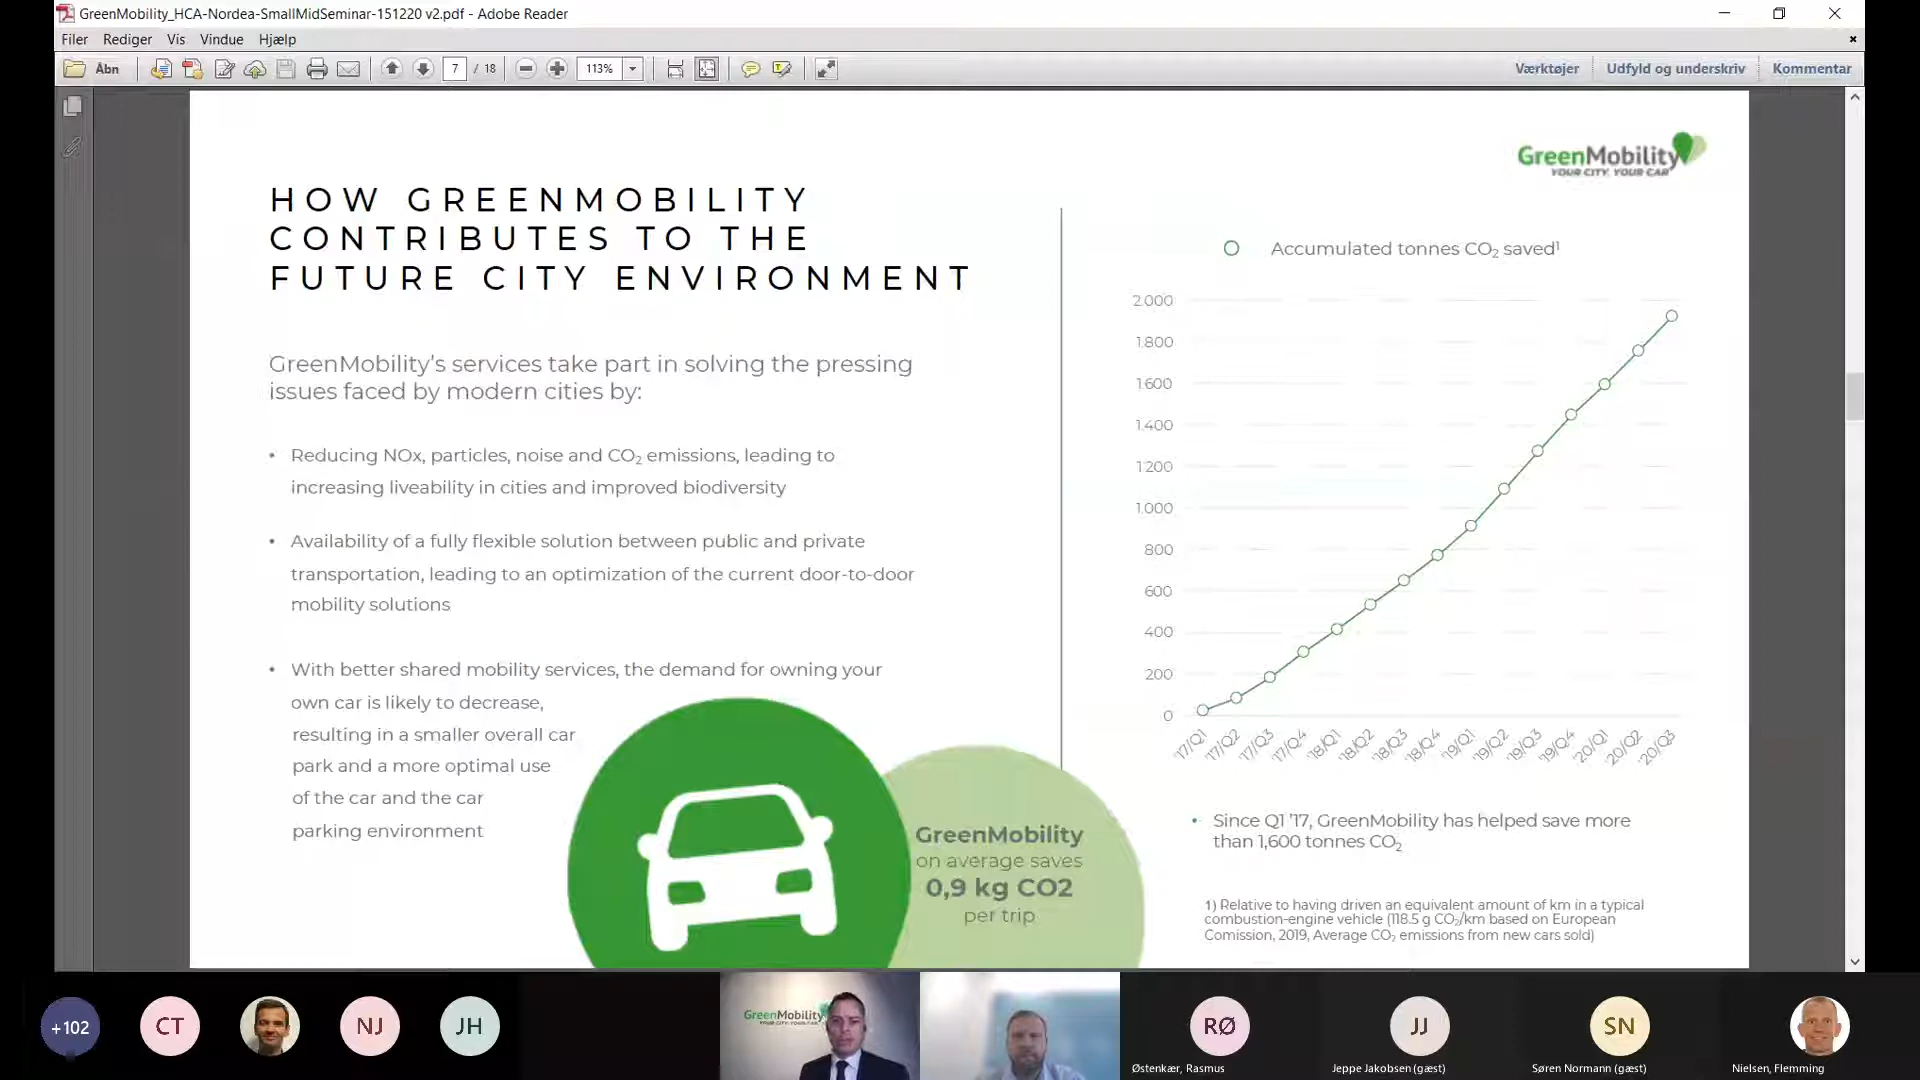 GreenMobility_HCA-Nordea-SmallMidSeminar-151220 v2.pdf - Adobe Reader
Filer Rediger Vis Vindue Hjælp
Åbn 7 / 18 113% Værktøjer Udfyld og underskriv Kommentar
GreenMobility
YOUR CITY. YOUR CAR
HOW GREENMOBILITY
CONTRIBUTES TO THE
FUTURE CITY ENVIRONMENT
GreenMobility's services take part in solving the pressing
issues faced by modern cities by:
• Reducing NOx, particles, noise and CO₂ emissions, leading to
increasing liveability in cities and improved biodiversity
• Availability of a fully flexible solution between public and private
transportation, leading to an optimization of the current door-to-door
mobility solutions
• With better shared mobility services, the demand for owning your
own car is likely to decrease,
resulting in a smaller overall car
park and a more optimal use
of the car and the car
parking environment
GreenMobility
on average saves
0,9 kg CO2
per trip
Accumulated tonnes CO₂ saved¹
2.000
1.800
1.600
1.400
1.200
1.000
800
600
400
200
0
'17/Q1 '17/Q2 '17/Q3 '17/Q4 '18/Q1 '18/Q2 '18/Q3 '18/Q4 '19/Q1 '19/Q2 '19/Q3 '19/Q4 '20/Q1 '20/Q2 '20/Q3
• Since Q1 '17, GreenMobility has helped save more
than 1,600 tonnes CO₂
1) Relative to having driven an equivalent amount of km in a typical
combustion-engine vehicle (118.5 g CO₂/km based on European
Comission, 2019, Average CO₂ emissions from new cars sold)
+102 CT NJ JH
GreenMobility
YOUR CITY. YOUR CAR
RØ JJ SN
Østenkær, Rasmus Jeppe Jakobsen (gæst) Søren Normann (gæst) Nielsen, Flemming